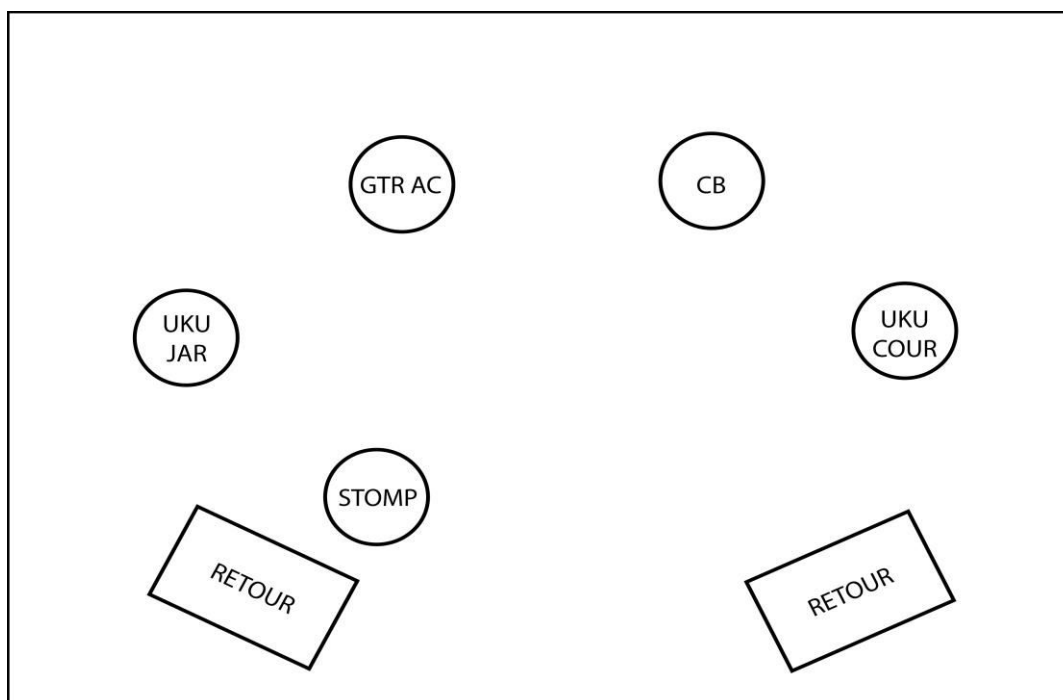 GTR AC
CB
UKU
JAR
UKU
COUR
STOMP
RETOUR
RETOUR